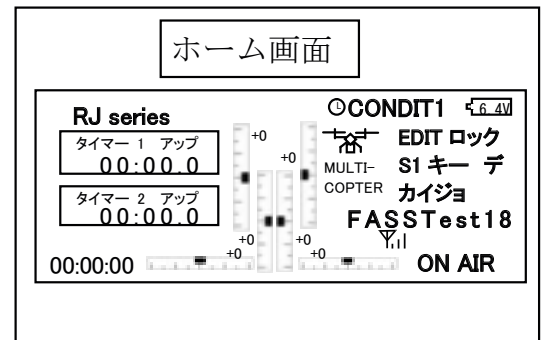 ホーム画面
RJ series
CONDIT1 6.4V
タイマー 1 アップ
00:00.0
+0
+0
EDIT ロック
MULTI-
COPTER
S1 キー デ
カイジョ
タイマー 2 アップ
00:00.0
FASSTest18
+0
+0
+0
+0
00:00:00
ON AIR